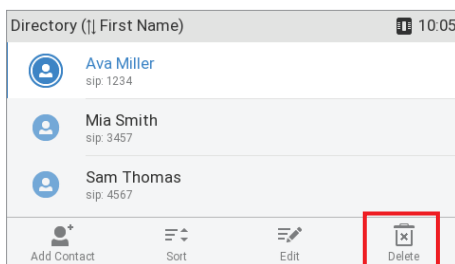 Directory (↑↓ First Name) 10:05
Ava Miller
sip: 1234
Mia Smith
sip: 3457
Sam Thomas
sip: 4567
Add Contact Sort Edit Delete